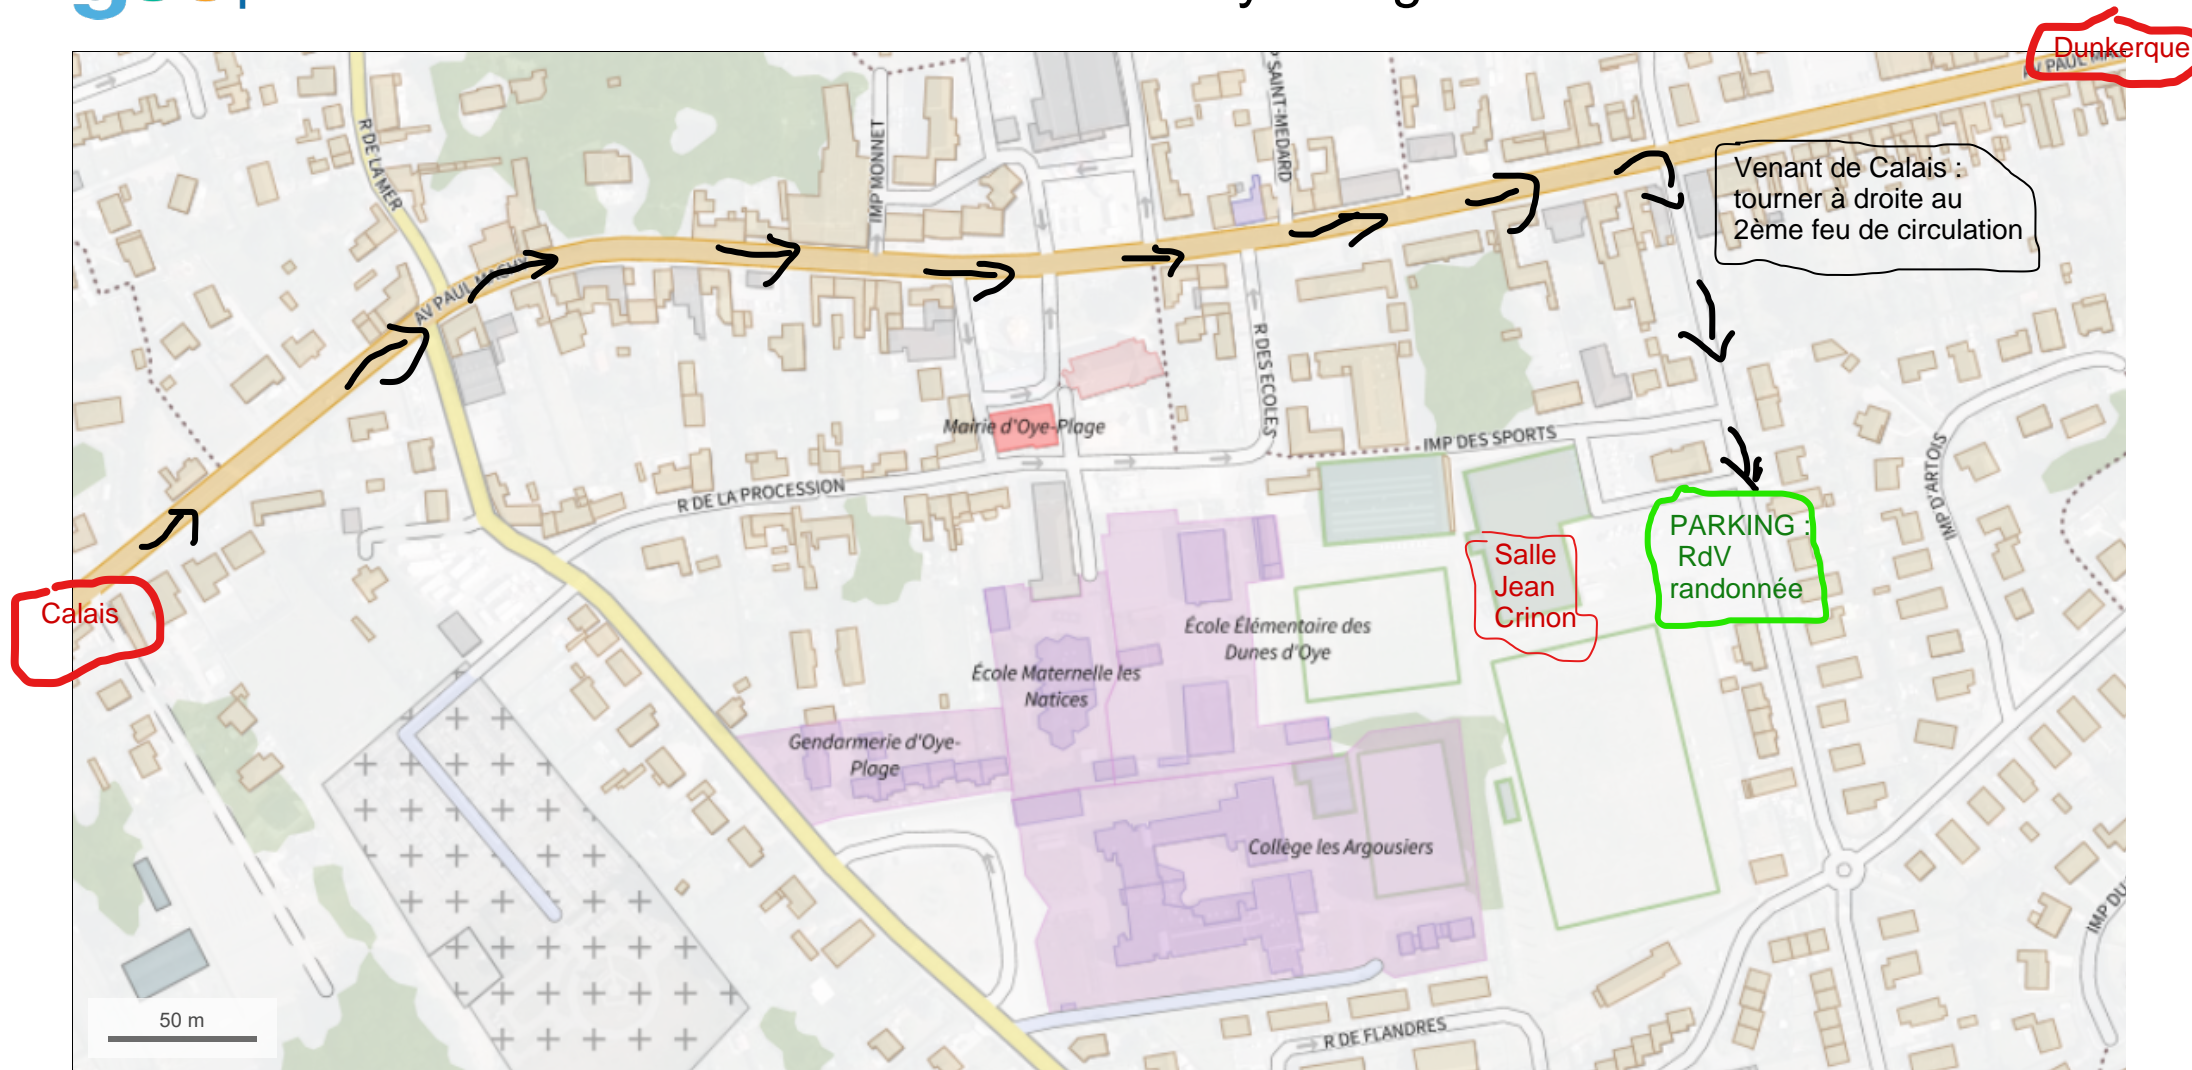 Dunkerque
R DE LA MER
IMP MONNET
SAINT-MEDARD
Venant de Calais :
tourner à droite au
2ème feu de circulation
AV PAUL MACHY
R DES ECOLES
Mairie d'Oye-Plage
IMP DES SPORTS
IMP D'ARTOIS
R DE LA PROCESSION
PARKING :
RdV
randonnée
Salle
Jean
Crinon
Calais
École Élémentaire des
Dunes d'Oye
École Maternelle les
Natices
Gendarmerie d'Oye-
Plage
Collège les Argousiers
IMP DU
50 m
R DE FLANDRES